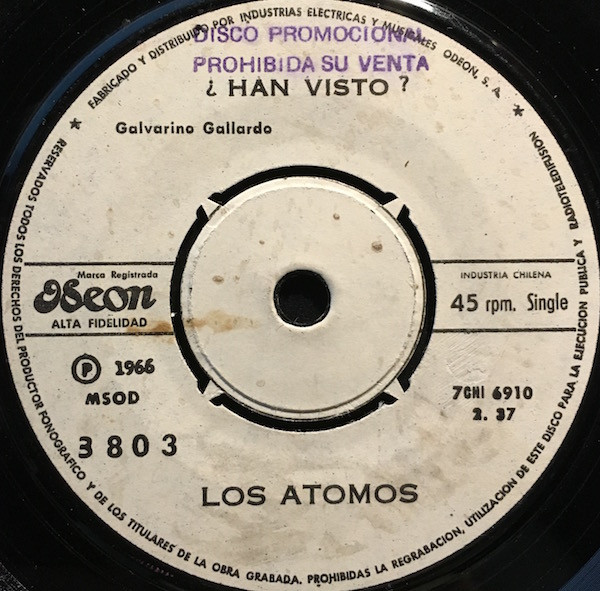 FABRICADO Y DISTRIBUIDO POR INDUSTRIAS ELECTRICAS Y MUSICALES ODEON, S. A.
DISCO PROMOCIONAL
PROHIBIDA SU VENTA
¿ HAN VISTO ?
Galvarino Gallardo
Marca Registrada
Odeon
ALTA FIDELIDAD
INDUSTRIA CHILENA
45 rpm. Single
P 1966
MSOD
3803
7CHI 6910
2. 37
LOS ATOMOS
RESERVADOS TODOS LOS DERECHOS DEL PRODUCTOR FONOGRAFICO Y DE LOS TITULARES DE LA OBRA GRABADA. PROHIBIDAS LA REGRABACION, UTILIZACION DE ESTE DISCO PARA LA EJECUCION PUBLICA Y RADIOTELEDIFUSION